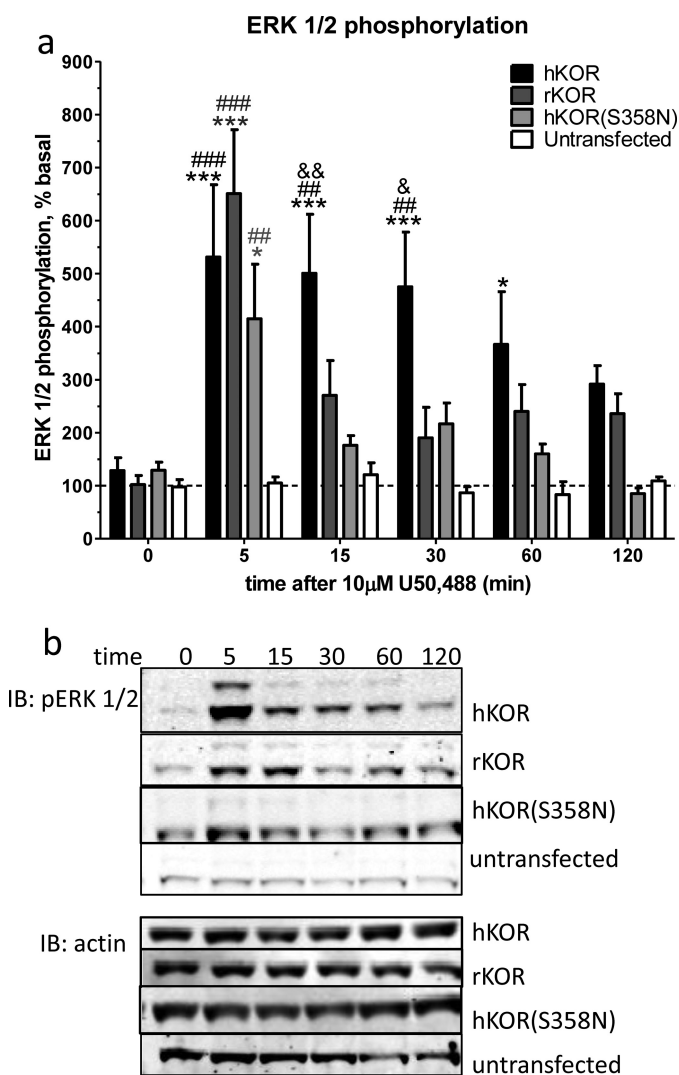 ERK 1/2 phosphorylation
a
hKOR
rKOR
hKOR(S358N)
Untransfected
ERK 1/2 phosphorylation, % basal
900
800
700
600
500
400
300
200
100
0
###
***
###
***
##
*
&&
##
***
&
##
***
*
0 5 15 30 60 120
time after 10µM U50,488 (min)
b
time 0 5 15 30 60 120
IB: pERK 1/2
hKOR
rKOR
hKOR(S358N)
untransfected
IB: actin
hKOR
rKOR
hKOR(S358N)
untransfected